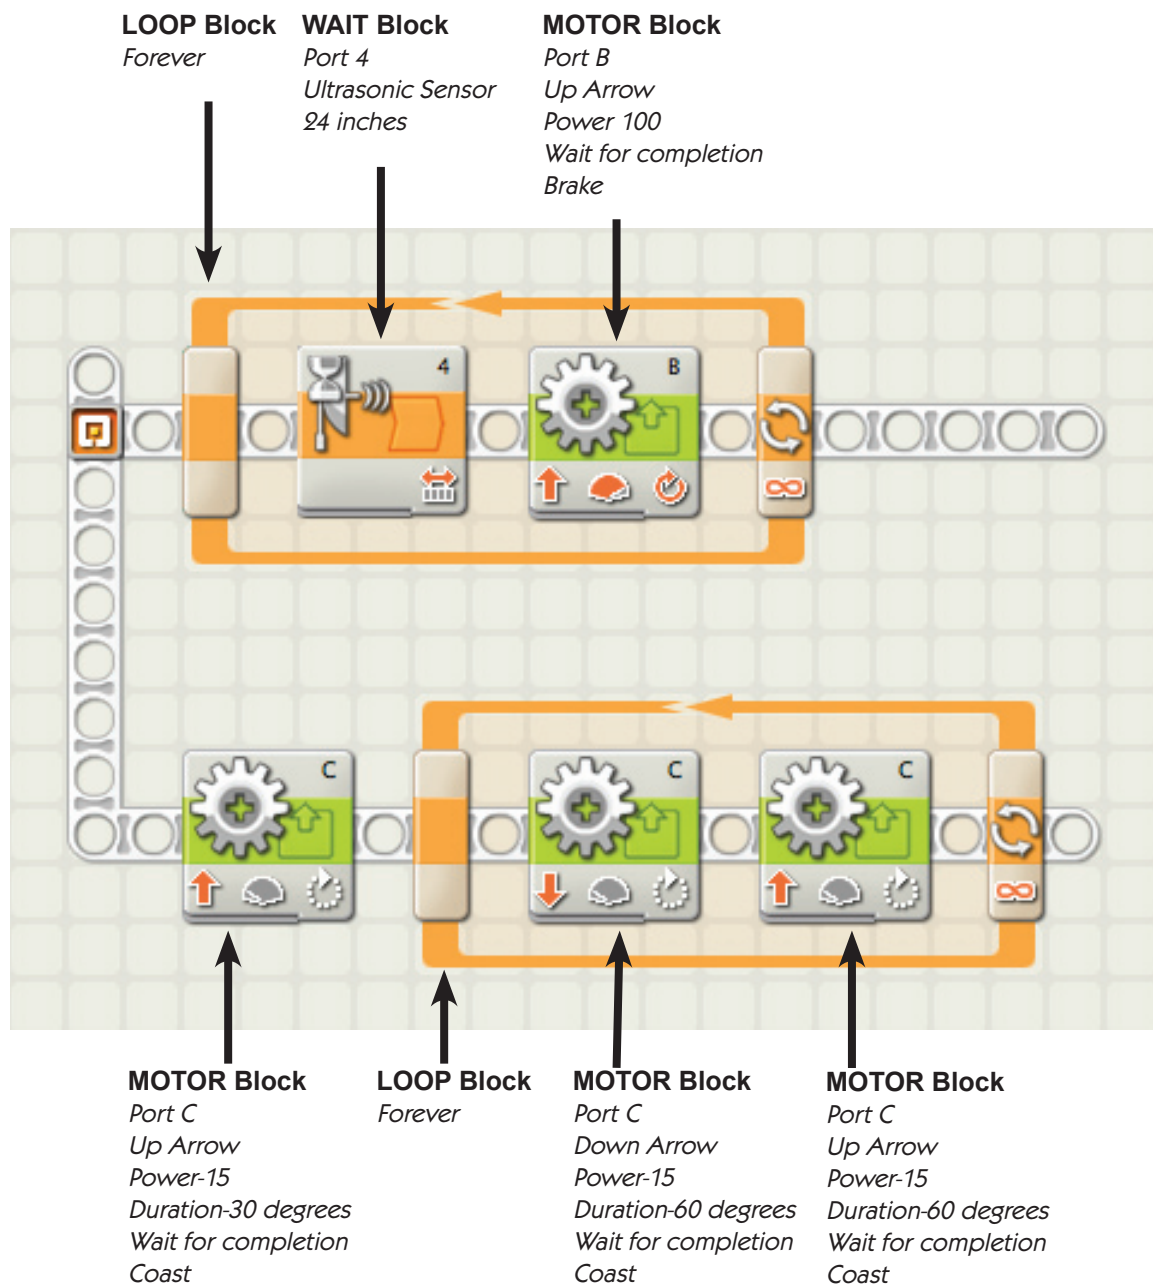 LOOP Block
Forever
WAIT Block
Port 4
Ultrasonic Sensor
24 inches
MOTOR Block
Port B
Up Arrow
Power 100
Wait for completion
Brake
4
B
C
C
C
MOTOR Block
Port C
Up Arrow
Power-15
Duration-30 degrees
Wait for completion
Coast
LOOP Block
Forever
MOTOR Block
Port C
Down Arrow
Power-15
Duration-60 degrees
Wait for completion
Coast
MOTOR Block
Port C
Up Arrow
Power-15
Duration-60 degrees
Wait for completion
Coast